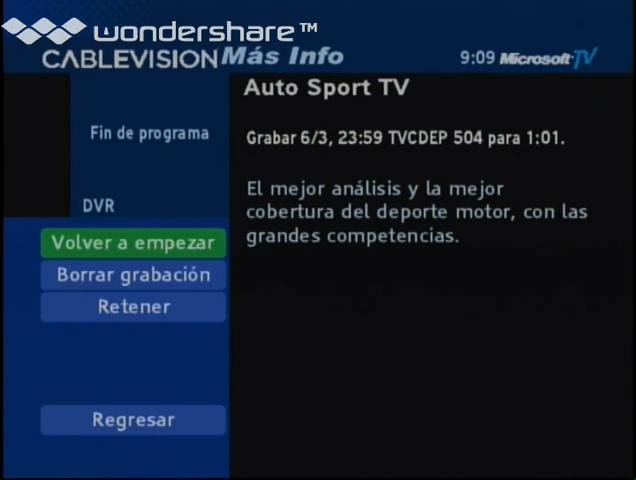 wondershare™
CABLEVISION Más Info 9:09 Microsoft TV
Auto Sport TV
Fin de programa
Grabar 6/3, 23:59 TVCDEP 504 para 1:01.
El mejor análisis y la mejor
cobertura del deporte motor, con las
grandes competencias.
DVR
Volver a empezar
Borrar grabación
Retener
Regresar